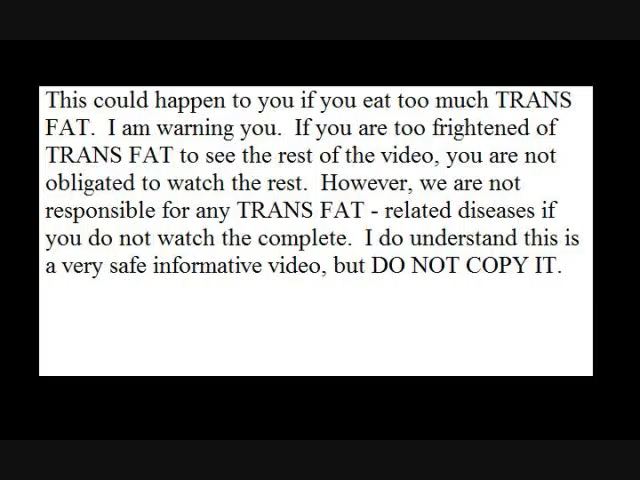 This could happen to you if you eat too much TRANS
FAT.  I am warning you.  If you are too frightened of
TRANS FAT to see the rest of the video, you are not
obligated to watch the rest.  However, we are not
responsible for any TRANS FAT - related diseases if
you do not watch the complete.  I do understand this is
a very safe informative video, but DO NOT COPY IT.